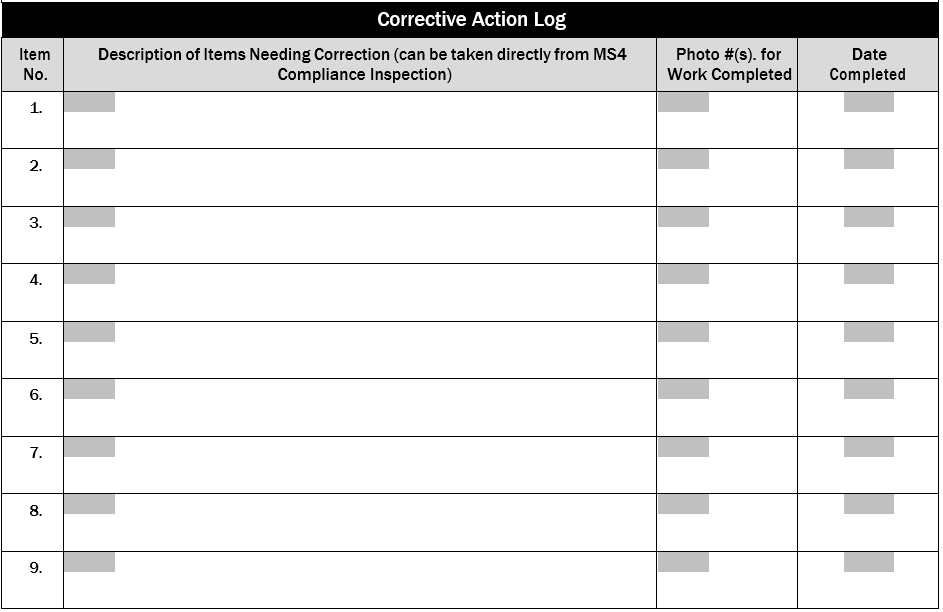 Corrective Action Log
Item
No.
Description of Items Needing Correction (can be taken directly from MS4
Compliance Inspection)
Photo #(s). for
Work Completed
Date
Completed
1.
2.
3.
4.
5.
6.
7.
8.
9.